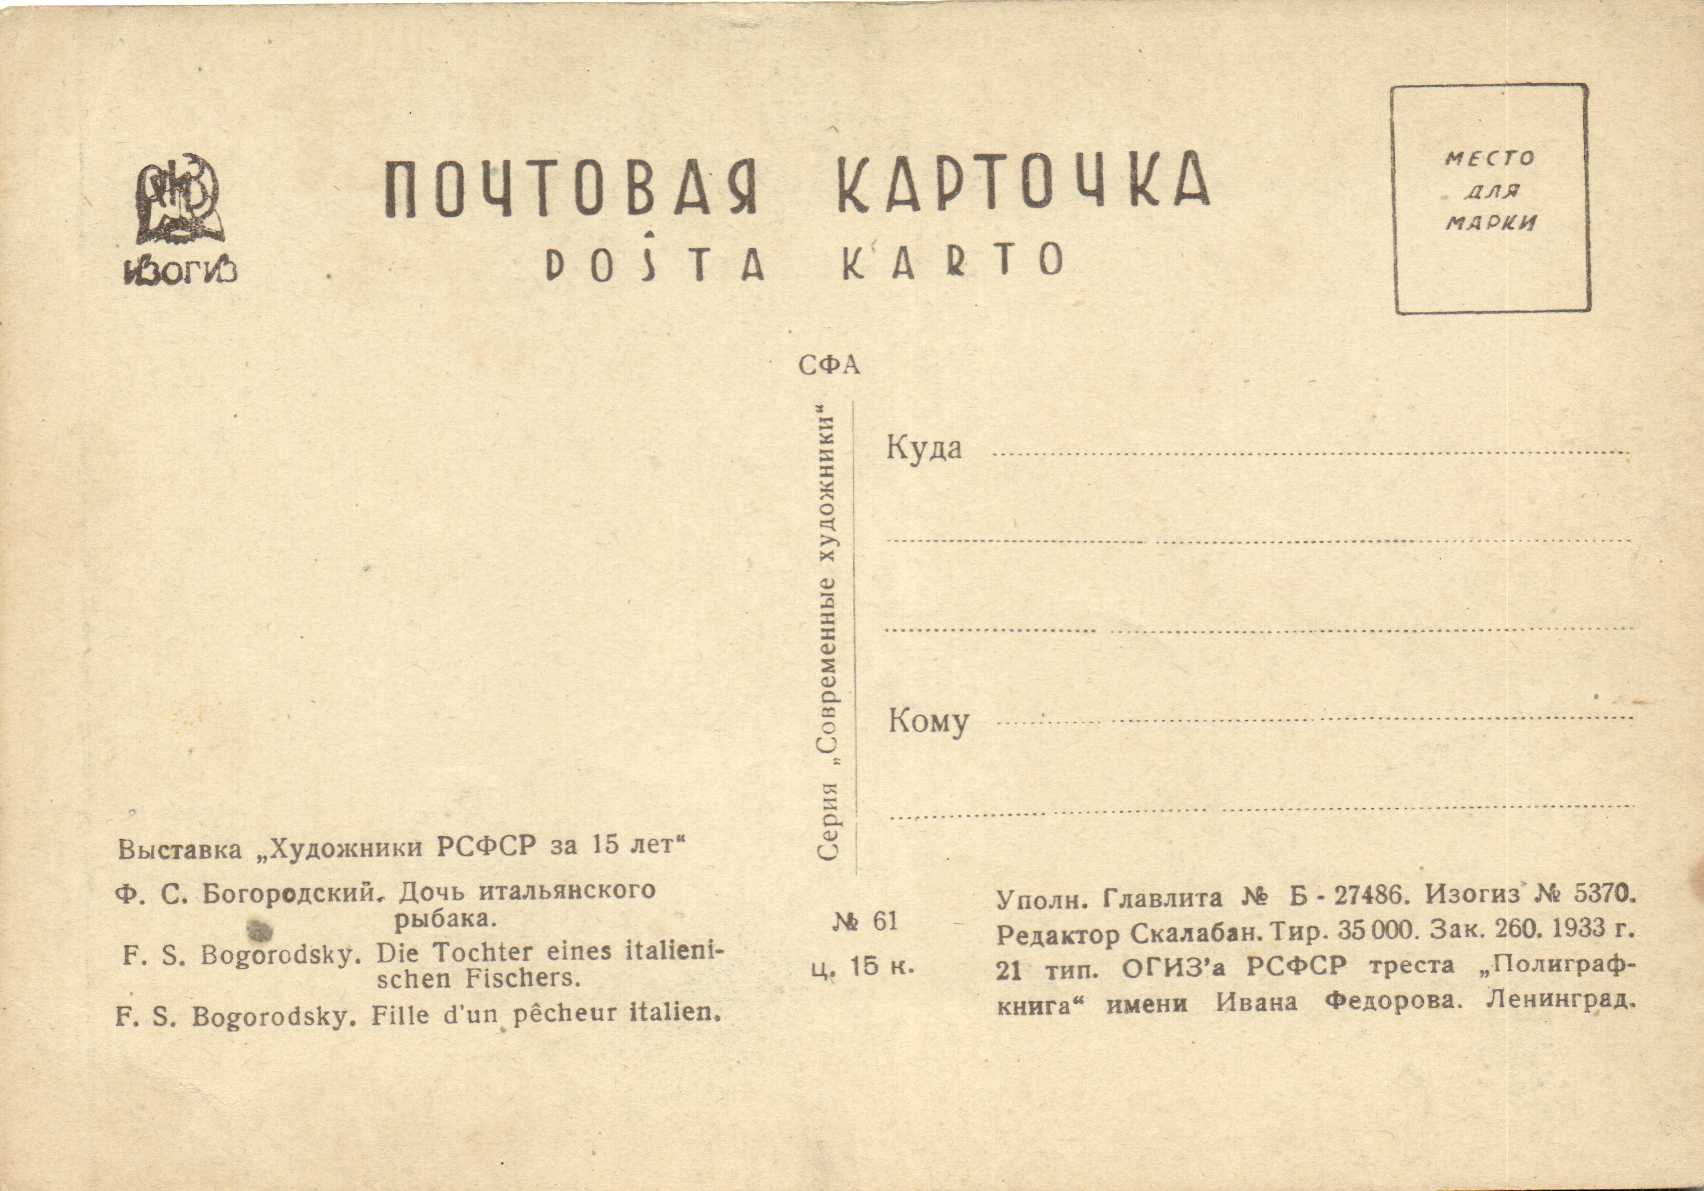 ПОЧТОВАЯ КАРТОЧКА
POŜTA KARTO
ИЗОГИЗ
МЕСТО
ДЛЯ
МАРКИ
СФА
Серия „Современные художники“
Куда
Кому
Выставка „Художники РСФСР за 15 лет“
Ф. С. Богородский. Дочь итальянского
рыбака.
F. S. Bogorodsky. Die Tochter eines italieni-
schen Fischers.
F. S. Bogorodsky. Fille d'un pêcheur italien.
№ 61
ц. 15 к.
Уполн. Главлита № Б - 27486. Изогиз № 5370.
Редактор Скалабан. Тир. 35 000. Зак. 260. 1933 г.
21 тип. ОГИЗ'а РСФСР треста „Полиграф-
книга“ имени Ивана Федорова. Ленинград.